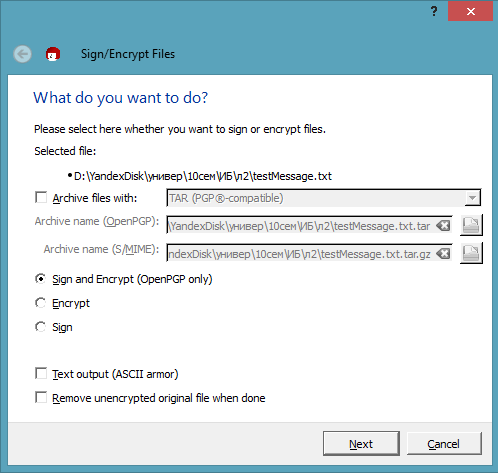 ?
Sign/Encrypt Files
What do you want to do?
Please select here whether you want to sign or encrypt files.
Selected file:
• D:\YandexDisk\универ\10сем\ИБ\л2\testMessage.txt
Archive files with: TAR (PGP®-compatible)
Archive name (OpenPGP): \YandexDisk\универ\10сем\ИБ\л2\testMessage.txt.tar
Archive name (S/MIME): ndexDisk\универ\10сем\ИБ\л2\testMessage.txt.tar.gz
Sign and Encrypt (OpenPGP only)
Encrypt
Sign
Text output (ASCII armor)
Remove unencrypted original file when done
Next Cancel